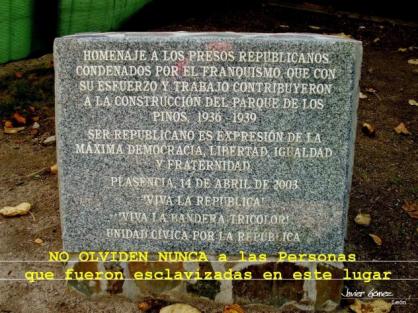 HOMENAJE A LOS PRESOS REPUBLICANOS
CONDENADOS POR EL FRANQUISMO, QUE CON
SU ESFUERZO Y TRABAJO CONTRIBUYERON
A LA CONSTRUCCIÓN DEL PARQUE DE LOS
PINOS, 1936 - 1939
SER REPUBLICANO ES EXPRESIÓN DE LA
MÁXIMA DEMOCRACIA, LIBERTAD, IGUALDAD
Y FRATERNIDAD
PLASENCIA, 14 DE ABRIL DE 2003
¡VIVA LA REPUBLICA!
¡VIVA LA BANDERA TRICOLOR!
UNIDAD CÍVICA POR LA REPUBLICA
NO OLVIDEN NUNCA a las Personas
que fueron esclavizadas en este lugar
Javier Gómez
León